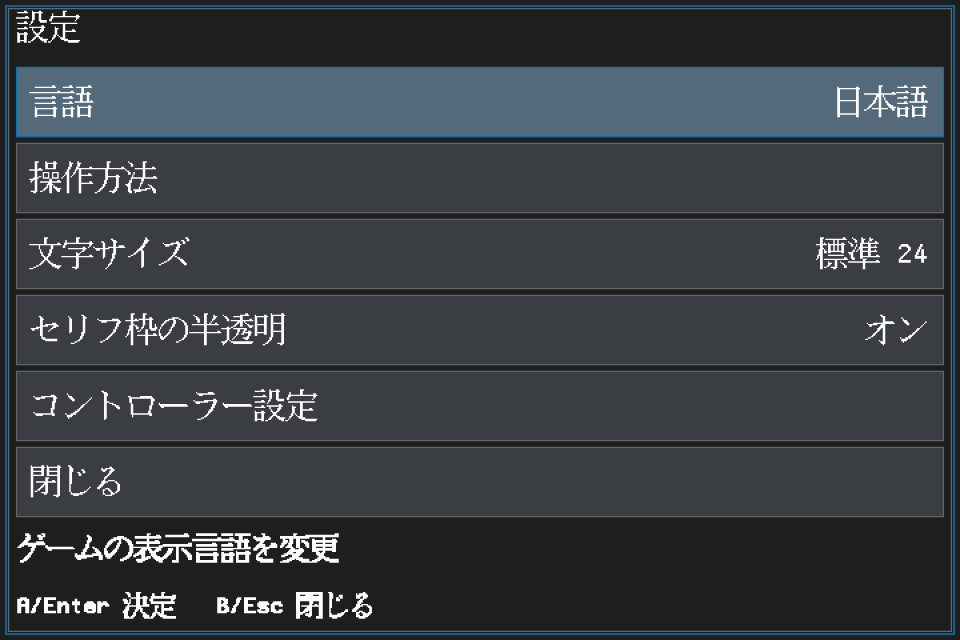 設定
言語 日本語
操作方法
文字サイズ 標準 24
セリフ枠の半透明 オン
コントローラー設定
閉じる
ゲームの表示言語を変更
A/Enter 決定 B/Esc 閉じる